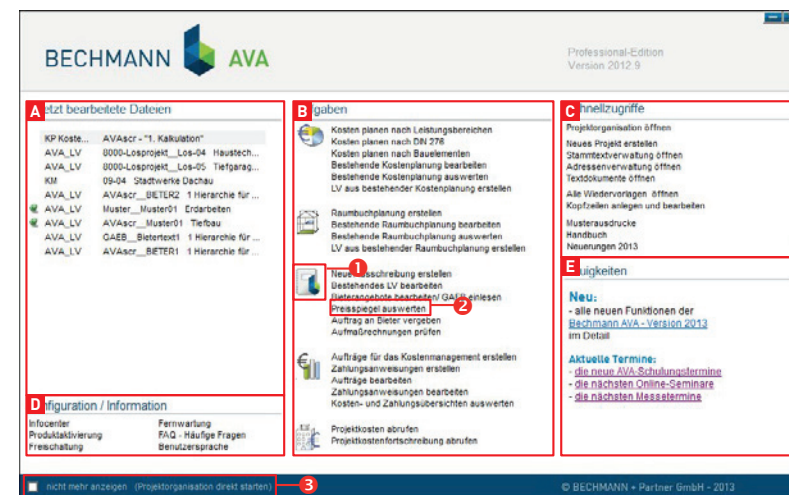 BECHMANN AVA
Professional-Edition
Version 2012.9
A etzt bearbeitete Dateien
KP Koste... AVAscr - "1. Kalkulation"
AVA_LV 0000-Losprojekt__Los-04 Haustech...
AVA_LV 0000-Losprojekt__Los-05 Tiefgarag...
KM 09-04 Stadtwerke Dachau
AVA_LV AVAscr__BIETER2 1 Hierarchie für ...
AVA_LV Muster__Muster01 Erdarbeiten
AVA_LV AVAscr__Muster01 Tiefbau
AVA_LV GAEB__Bietertext1 1 Hierarchie für ...
AVA_LV AVAscr__BIETER1 1 Hierarchie für ...
D nfiguration / Information
Infocenter Fernwartung
Produktaktivierung FAQ - Häufige Fragen
Freischaltung Benutzersprache
B gaben
Kosten planen nach Leistungsbereichen
Kosten planen nach DIN 276
Kosten planen nach Bauelementen
Bestehende Kostenplanung bearbeiten
Bestehende Kostenplanung auswerten
LV aus bestehender Kostenplanung erstellen
Raumbuchplanung erstellen
Bestehende Raumbuchplanung bearbeiten
Bestehende Raumbuchplanung auswerten
LV aus bestehender Raumbuchplanung erstellen
1
Neue Ausschreibung erstellen
Bestehendes LV bearbeiten
Bieterangebote bearbeiten/ GAEB einlesen
Preisspiegel auswerten 2
Auftrag an Bieter vergeben
Aufmaßrechnungen prüfen
Aufträge für das Kostenmanagement erstellen
Zahlungsanweisungen erstellen
Aufträge bearbeiten
Zahlungsanweisungen bearbeiten
Kosten- und Zahlungsübersichten auswerten
Projektkosten abrufen
Projektkostenfortschreibung abrufen
C hnellzugriffe
Projektorganisation öffnen
Neues Projekt erstellen
Stammtextverwaltung öffnen
Adressenverwaltung öffnen
Textdokumente öffnen
Alle Wiedervorlagen öffnen
Kopfzeilen anlegen und bearbeiten
Musterausdrucke
Handbuch
Neuerungen 2013
E uigkeiten
Neu:
- alle neuen Funktionen der
Bechmann AVA - Version 2013
im Detail
Aktuelle Termine:
- die neue AVA-Schulungstermine
- die nächsten Online-Seminare
- die nächsten Messetermine
nicht mehr anzeigen (Projektorganisation direkt starten) 3
© BECHMANN + Partner GmbH - 2013